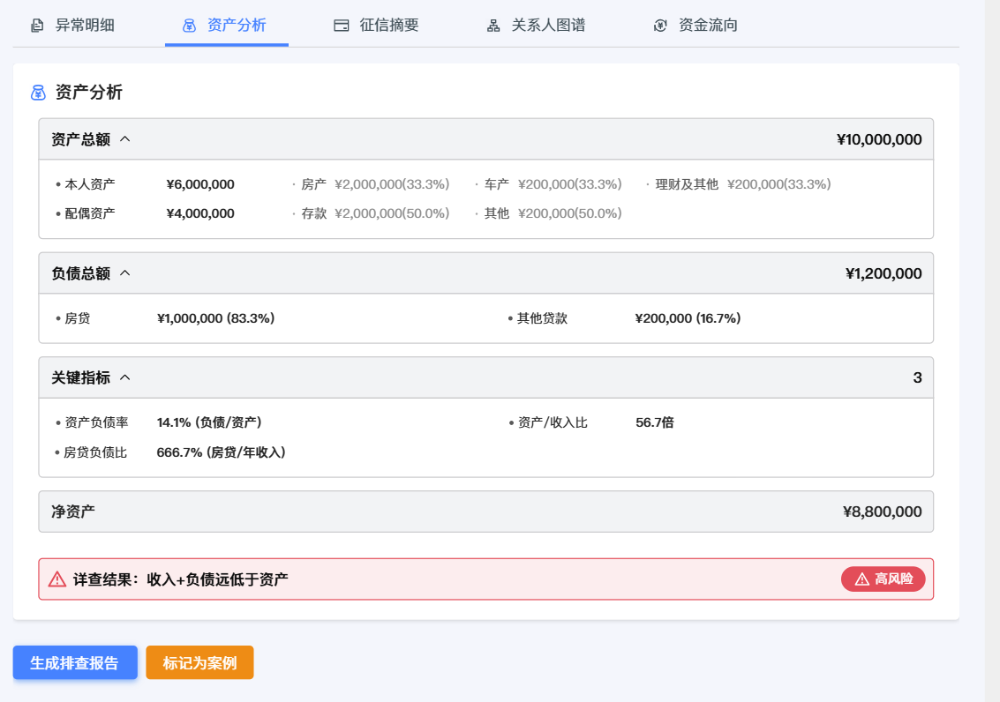 异常明细 资产分析 征信摘要 关系人图谱 资金流向
资产分析
资产总额 ¥10,000,000
• 本人资产 ¥6,000,000 · 房产 ¥2,000,000(33.3%) · 车产 ¥200,000(33.3%) · 理财及其他 ¥200,000(33.3%)
• 配偶资产 ¥4,000,000 · 存款 ¥2,000,000(50.0%) · 其他 ¥200,000(50.0%)
负债总额 ¥1,200,000
• 房贷 ¥1,000,000 (83.3%) • 其他贷款 ¥200,000 (16.7%)
关键指标 3
• 资产负债率 14.1% (负债/资产) • 资产/收入比 56.7倍
• 房贷负债比 666.7% (房贷/年收入)
净资产 ¥8,800,000
详查结果：收入+负债远低于资产 高风险
生成排查报告 标记为案例